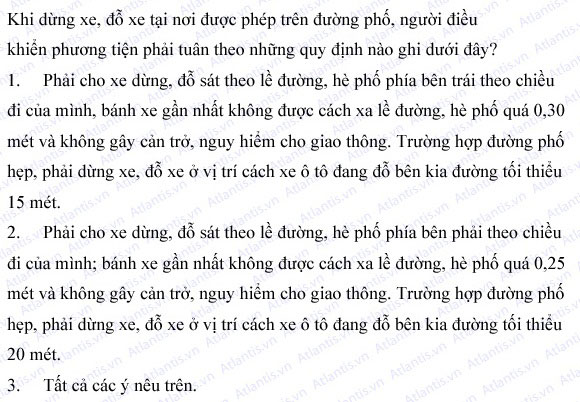 Khi dừng xe, đỗ xe tại nơi được phép trên đường phố, người điều
khiển phương tiện phải tuân theo những quy định nào ghi dưới đây?
1. Phải cho xe dừng, đỗ sát theo lề đường, hè phố phía bên trái theo chiều
đi của mình, bánh xe gần nhất không được cách xa lề đường, hè phố quá 0,30
mét và không gây cản trở, nguy hiểm cho giao thông. Trường hợp đường phố
hẹp, phải dừng xe, đỗ xe ở vị trí cách xe ô tô đang đỗ bên kia đường tối thiểu
15 mét.
2. Phải cho xe dừng, đỗ sát theo lề đường, hè phố phía bên phải theo chiều
đi của mình; bánh xe gần nhất không được cách xa lề đường, hè phố quá 0,25
mét và không gây cản trở, nguy hiểm cho giao thông. Trường hợp đường phố
hẹp, phải dừng xe, đỗ xe ở vị trí cách xe ô tô đang đỗ bên kia đường tối thiểu
20 mét.
3. Tất cả các ý nêu trên.
Atlantis.vn